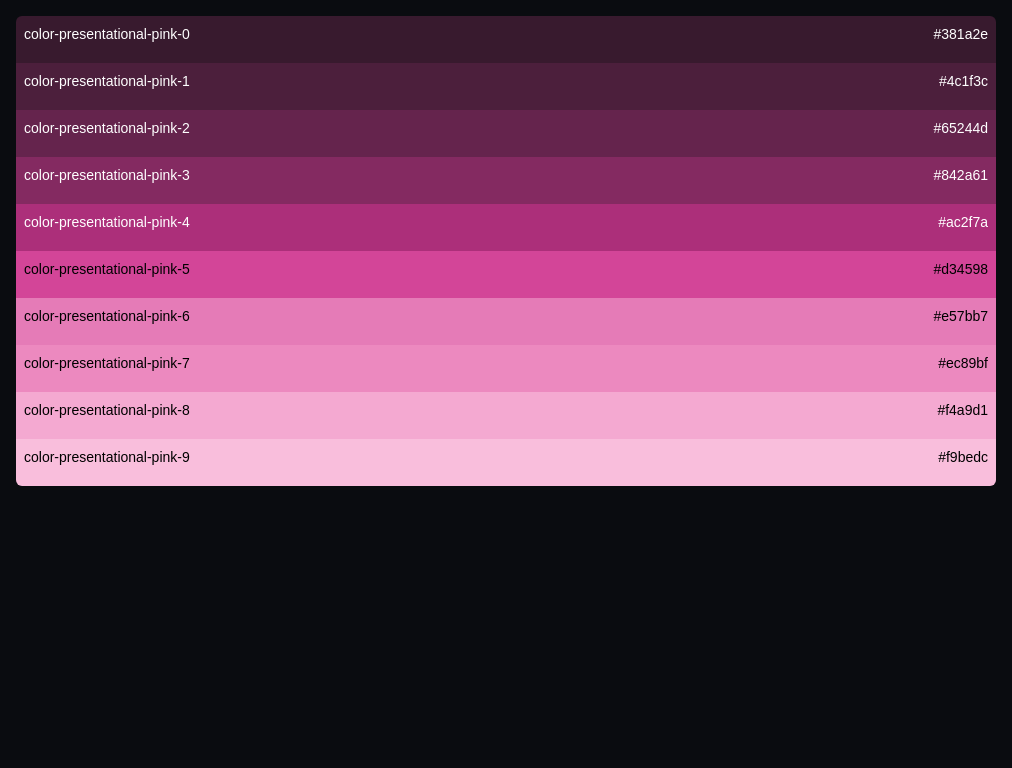 color-presentational-pink-0 #381a2e
color-presentational-pink-1 #4c1f3c
color-presentational-pink-2 #65244d
color-presentational-pink-3 #842a61
color-presentational-pink-4 #ac2f7a
color-presentational-pink-5 #d34598
color-presentational-pink-6 #e57bb7
color-presentational-pink-7 #ec89bf
color-presentational-pink-8 #f4a9d1
color-presentational-pink-9 #f9bedc